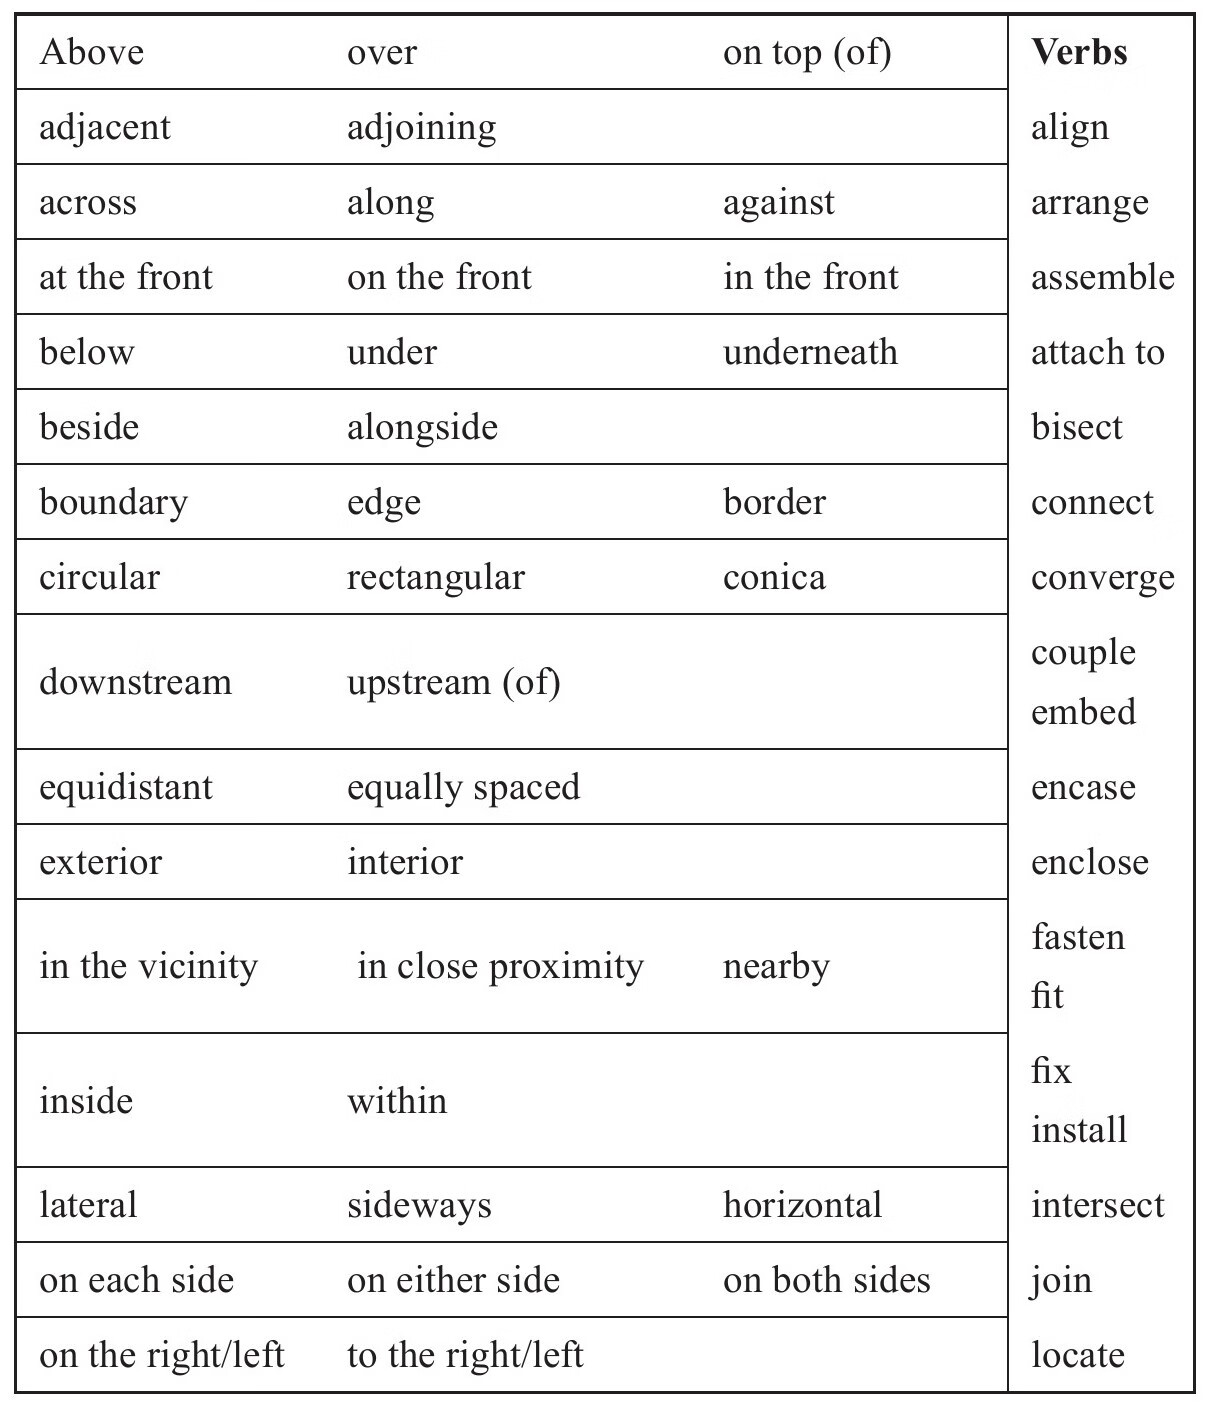 Above over on top (of) Verbs
adjacent adjoining align
across along against arrange
at the front on the front in the front assemble
below under underneath attach to
beside alongside bisect
boundary edge border connect
circular rectangular conica converge
couple
downstream upstream (of)
embed
equidistant equally spaced encase
exterior interior enclose
fasten
in the vicinity in close proximity nearby
fit
fix
inside within
install
lateral sideways horizontal intersect
on each side on either side on both sides join
on the right/left to the right/left locate